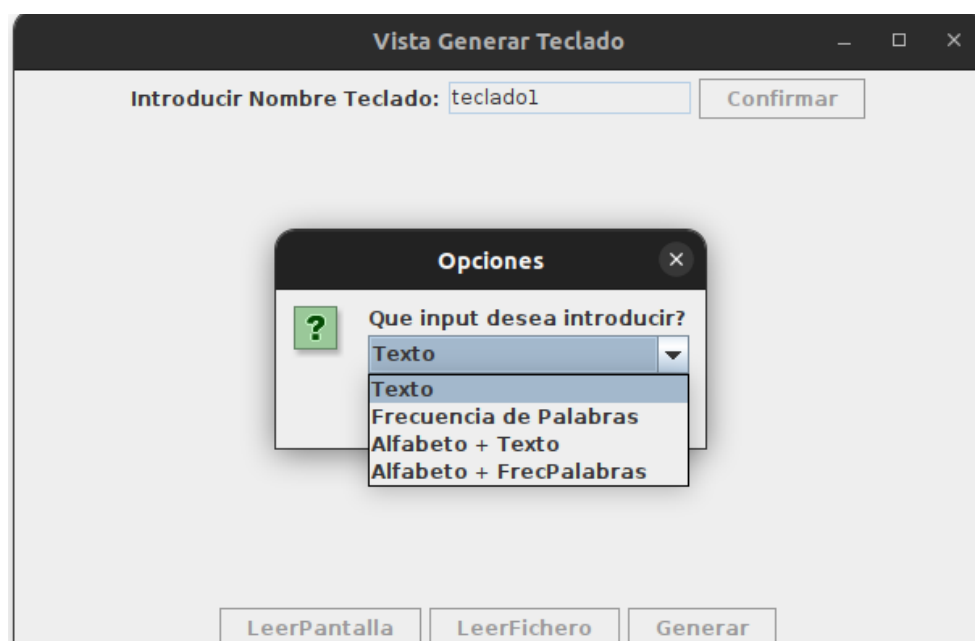 Vista Generar Teclado
Introducir Nombre Teclado: teclado1 Confirmar
Opciones
? Que input desea introducir?
Texto
Texto
Frecuencia de Palabras
Alfabeto + Texto
Alfabeto + FrecPalabras
LeerPantalla LeerFichero Generar